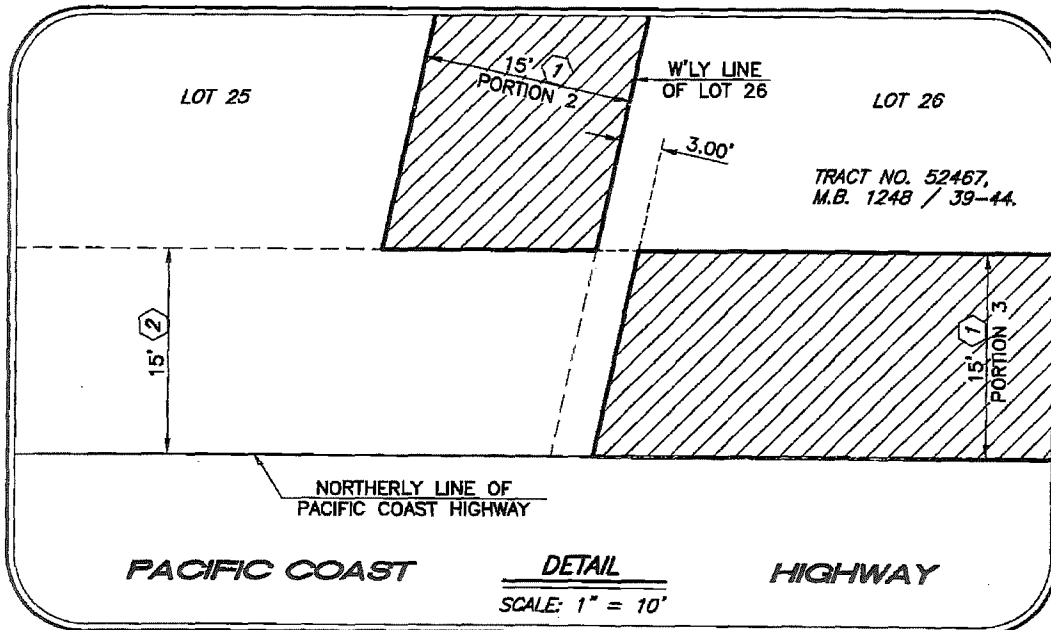 LOT 25
15' 1
PORTION 2
W'LY LINE
OF LOT 26
LOT 26
3.00'
TRACT NO. 52467,
M.B. 1248 / 39-44.
15' 2
15' 1
PORTION 3
NORTHERLY LINE OF
PACIFIC COAST HIGHWAY
PACIFIC COAST
HIGHWAY
DETAIL
SCALE: 1" = 10'